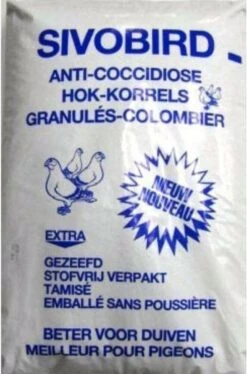 SIVOBIRD
ANTI-COCCIDIOSE
HOK-KORRELS
GRANULÉS-COLOMBIER
NIEUW
NOUVEAU
EXTRA
GEZEEFD
STOFVRIJ VERPAKT
TAMISÉ
EMBALLÉ SANS POUSSIÈRE
BETER VOOR DUIVEN
MEILLEUR POUR PIGEONS